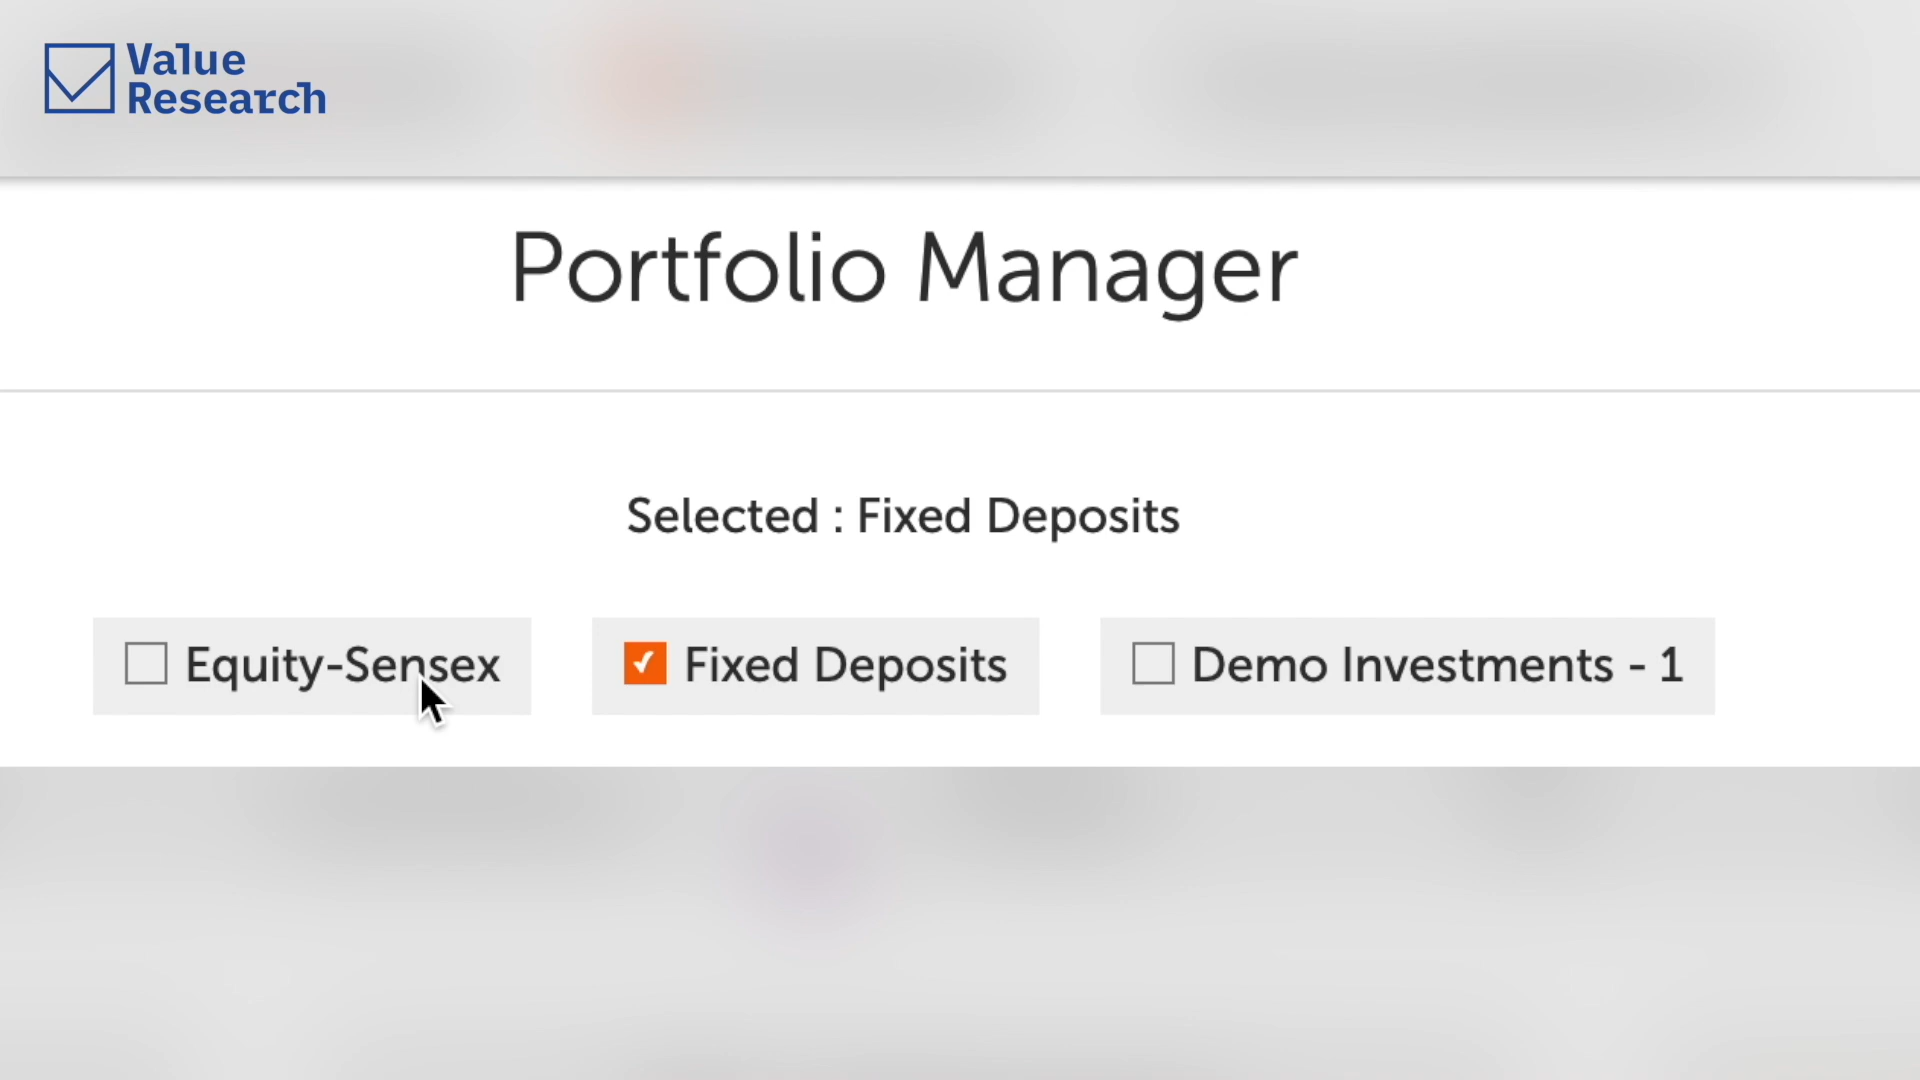 Value
Research
Portfolio Manager
Selected : Fixed Deposits
Equity-Sensex
Fixed Deposits
Demo Investments - 1